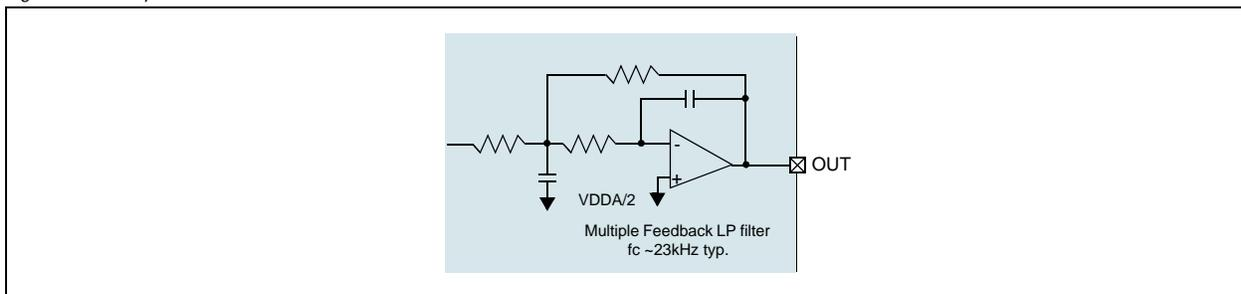 -
+
OUT
VDDA/2
Multiple Feedback LP filter
fc ~23kHz typ.